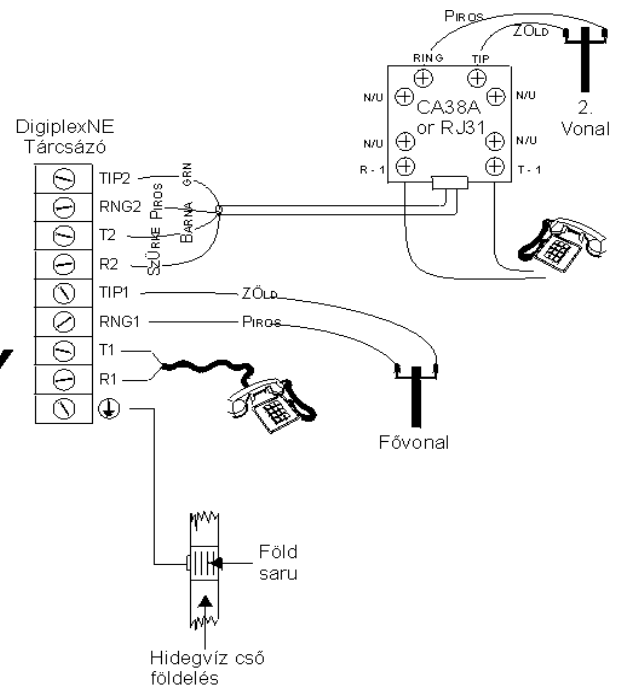 PIROS
ZÖLD
RING TIP
N/U
CA38A
or RJ31
N/U
N/U
N/U
R - 1
T - 1
2.
Vonal
DigiplexNE
Tárcsázó
TIP2
GRN
RNG2
PIROS
T2
BARNA
R2
SZÜRKE
TIP1
ZÖLD
RNG1
PIROS
T1
R1
Fővonal
Föld
saru
Hidegvíz cső
földelés